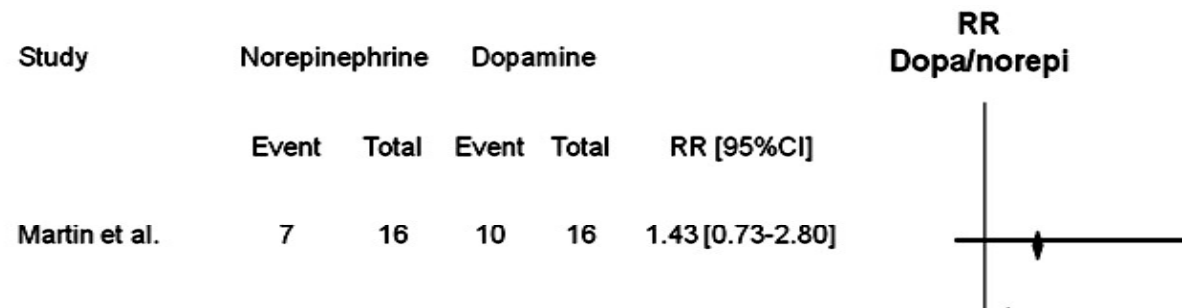 RR
Study Norepinephrine Dopamine Dopa/norepi
Event Total Event Total RR [95%CI]
Martin et al. 7 16 10 16 1.43 [0.73-2.80]